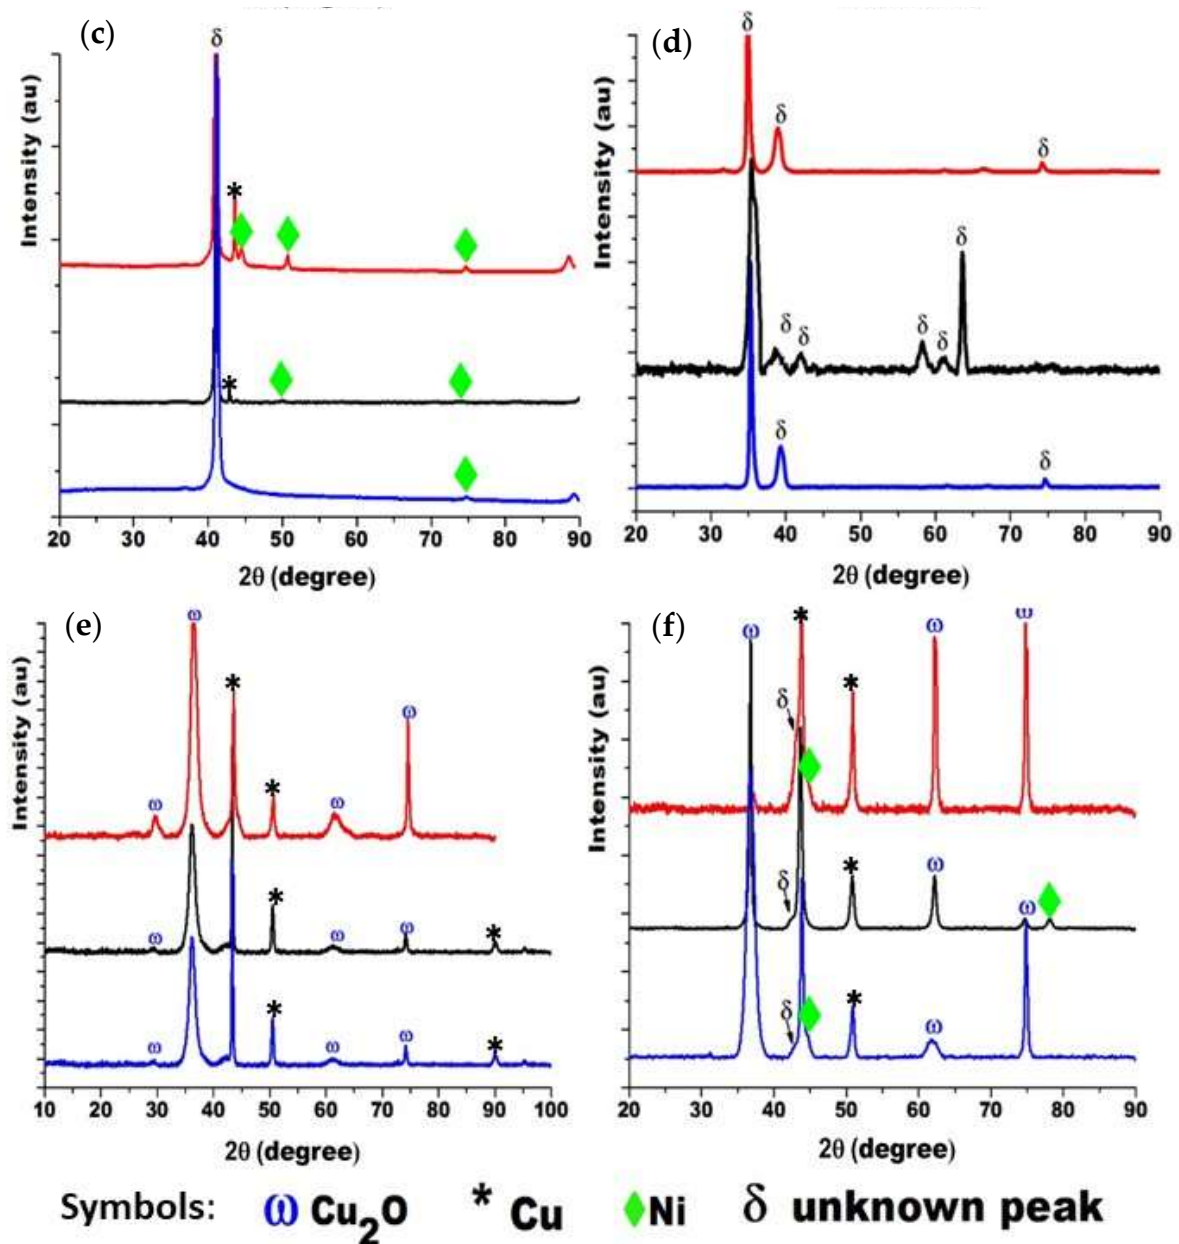 (c)
δ
*
*
Intensity (au)
20 30 40 50 60 70 80 90
2θ (degree)
(d)
δ
δ
δ
δ
δ δ
δ
δ
δ
δ
Intensity (au)
20 30 40 50 60 70 80 90
2θ (degree)
(e)
ω
*
ω
ω
*
ω
*
ω
ω
ω
*
*
ω
ω
ω
*
Intensity (au)
10 20 30 40 50 60 70 80 90 100
2θ (degree)
(f)
*
ω
ω
ω
*
δ
*
ω
δ
ω
*
δ
ω
Intensity (au)
20 30 40 50 60 70 80 90
2θ (degree)
Symbols: ω Cu₂O * Cu Ni δ unknown peak